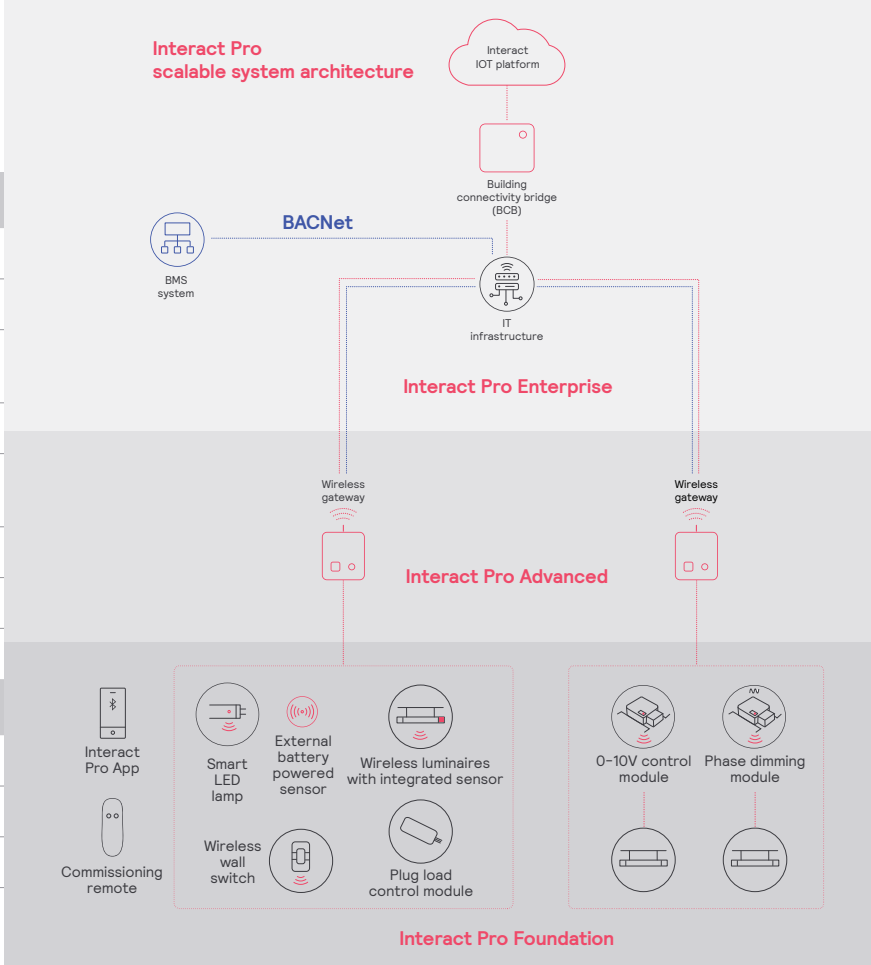 Interact Pro
scalable system architecture
Interact
IOT platform
Building
connectivity bridge
(BCB)
BACNet
BMS
system
IT
infrastructure
Interact Pro Enterprise
Wireless
gateway
Wireless
gateway
Interact Pro Advanced
Interact
Pro App
Smart
LED
lamp
External
battery
powered
sensor
Wireless luminaires
with integrated sensor
0-10V control
module
Phase dimming
module
Commissioning
remote
Wireless
wall
switch
Plug load
control module
Interact Pro Foundation